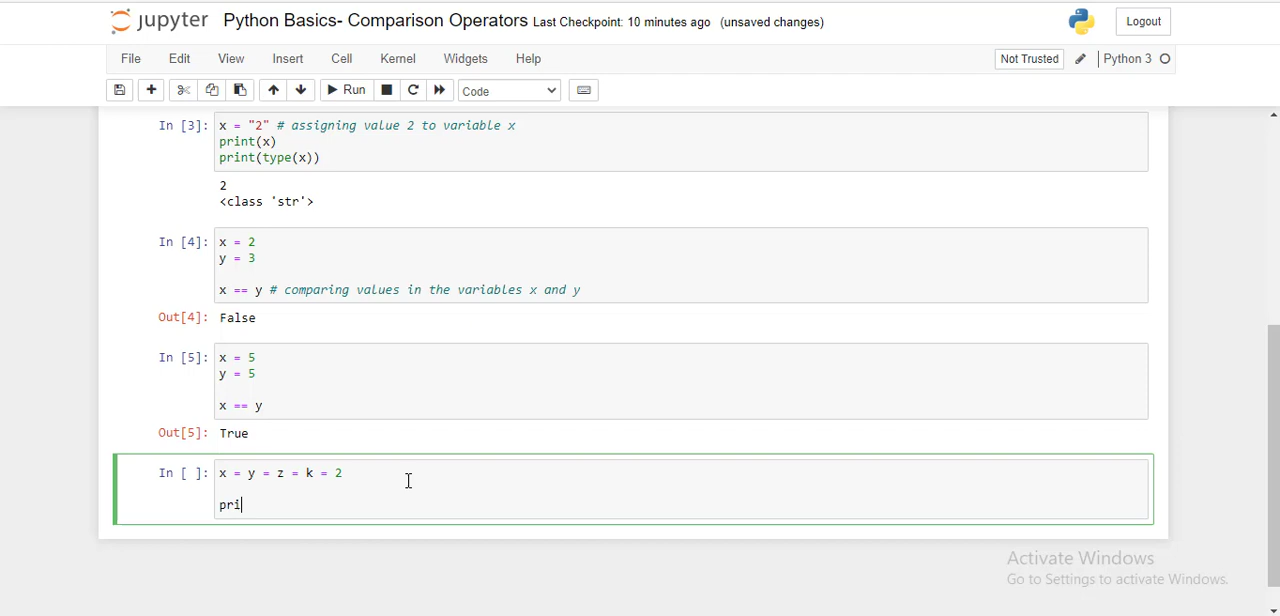 jupyter Python Basics- Comparison Operators Last Checkpoint: 10 minutes ago (unsaved changes) Logout
File Edit View Insert Cell Kernel Widgets Help Not Trusted Python 3
Run Code
In [3]: x = "2" # assigning value 2 to variable x
print(x)
print(type(x))
2
<class 'str'>
In [4]: x = 2
y = 3
x == y # comparing values in the variables x and y
Out[4]: False
In [5]: x = 5
y = 5
x == y
Out[5]: True
In [ ]: x = y = z = k = 2
pri
Activate Windows
Go to Settings to activate Windows.